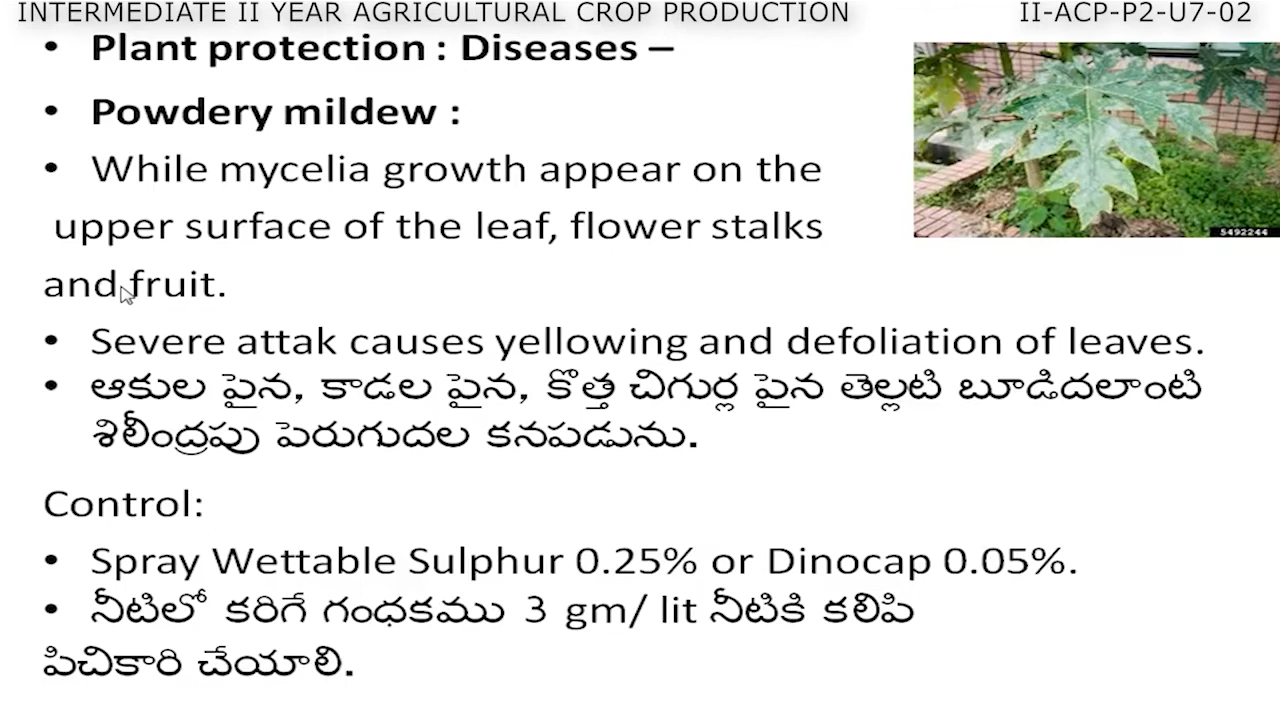 INTERMEDIATE II YEAR AGRICULTURAL CROP PRODUCTION II-ACP-P2-U7-02
• Plant protection : Diseases –
• Powdery mildew :
• While mycelia growth appear on the
upper surface of the leaf, flower stalks
and fruit.
5492244
• Severe attak causes yellowing and defoliation of leaves.
• ఆకుల పైన, కాడల పైన, కొత్త చిగుర్ల పైన తెల్లటి బూడిదలాంటి
శిలీంద్రపు పెరుగుదల కనపడును.
Control:
• Spray Wettable Sulphur 0.25% or Dinocap 0.05%.
• నీటిలో కరిగే గంధకము 3 gm/ lit నీటికి కలిపి
పిచికారి చేయాలి.